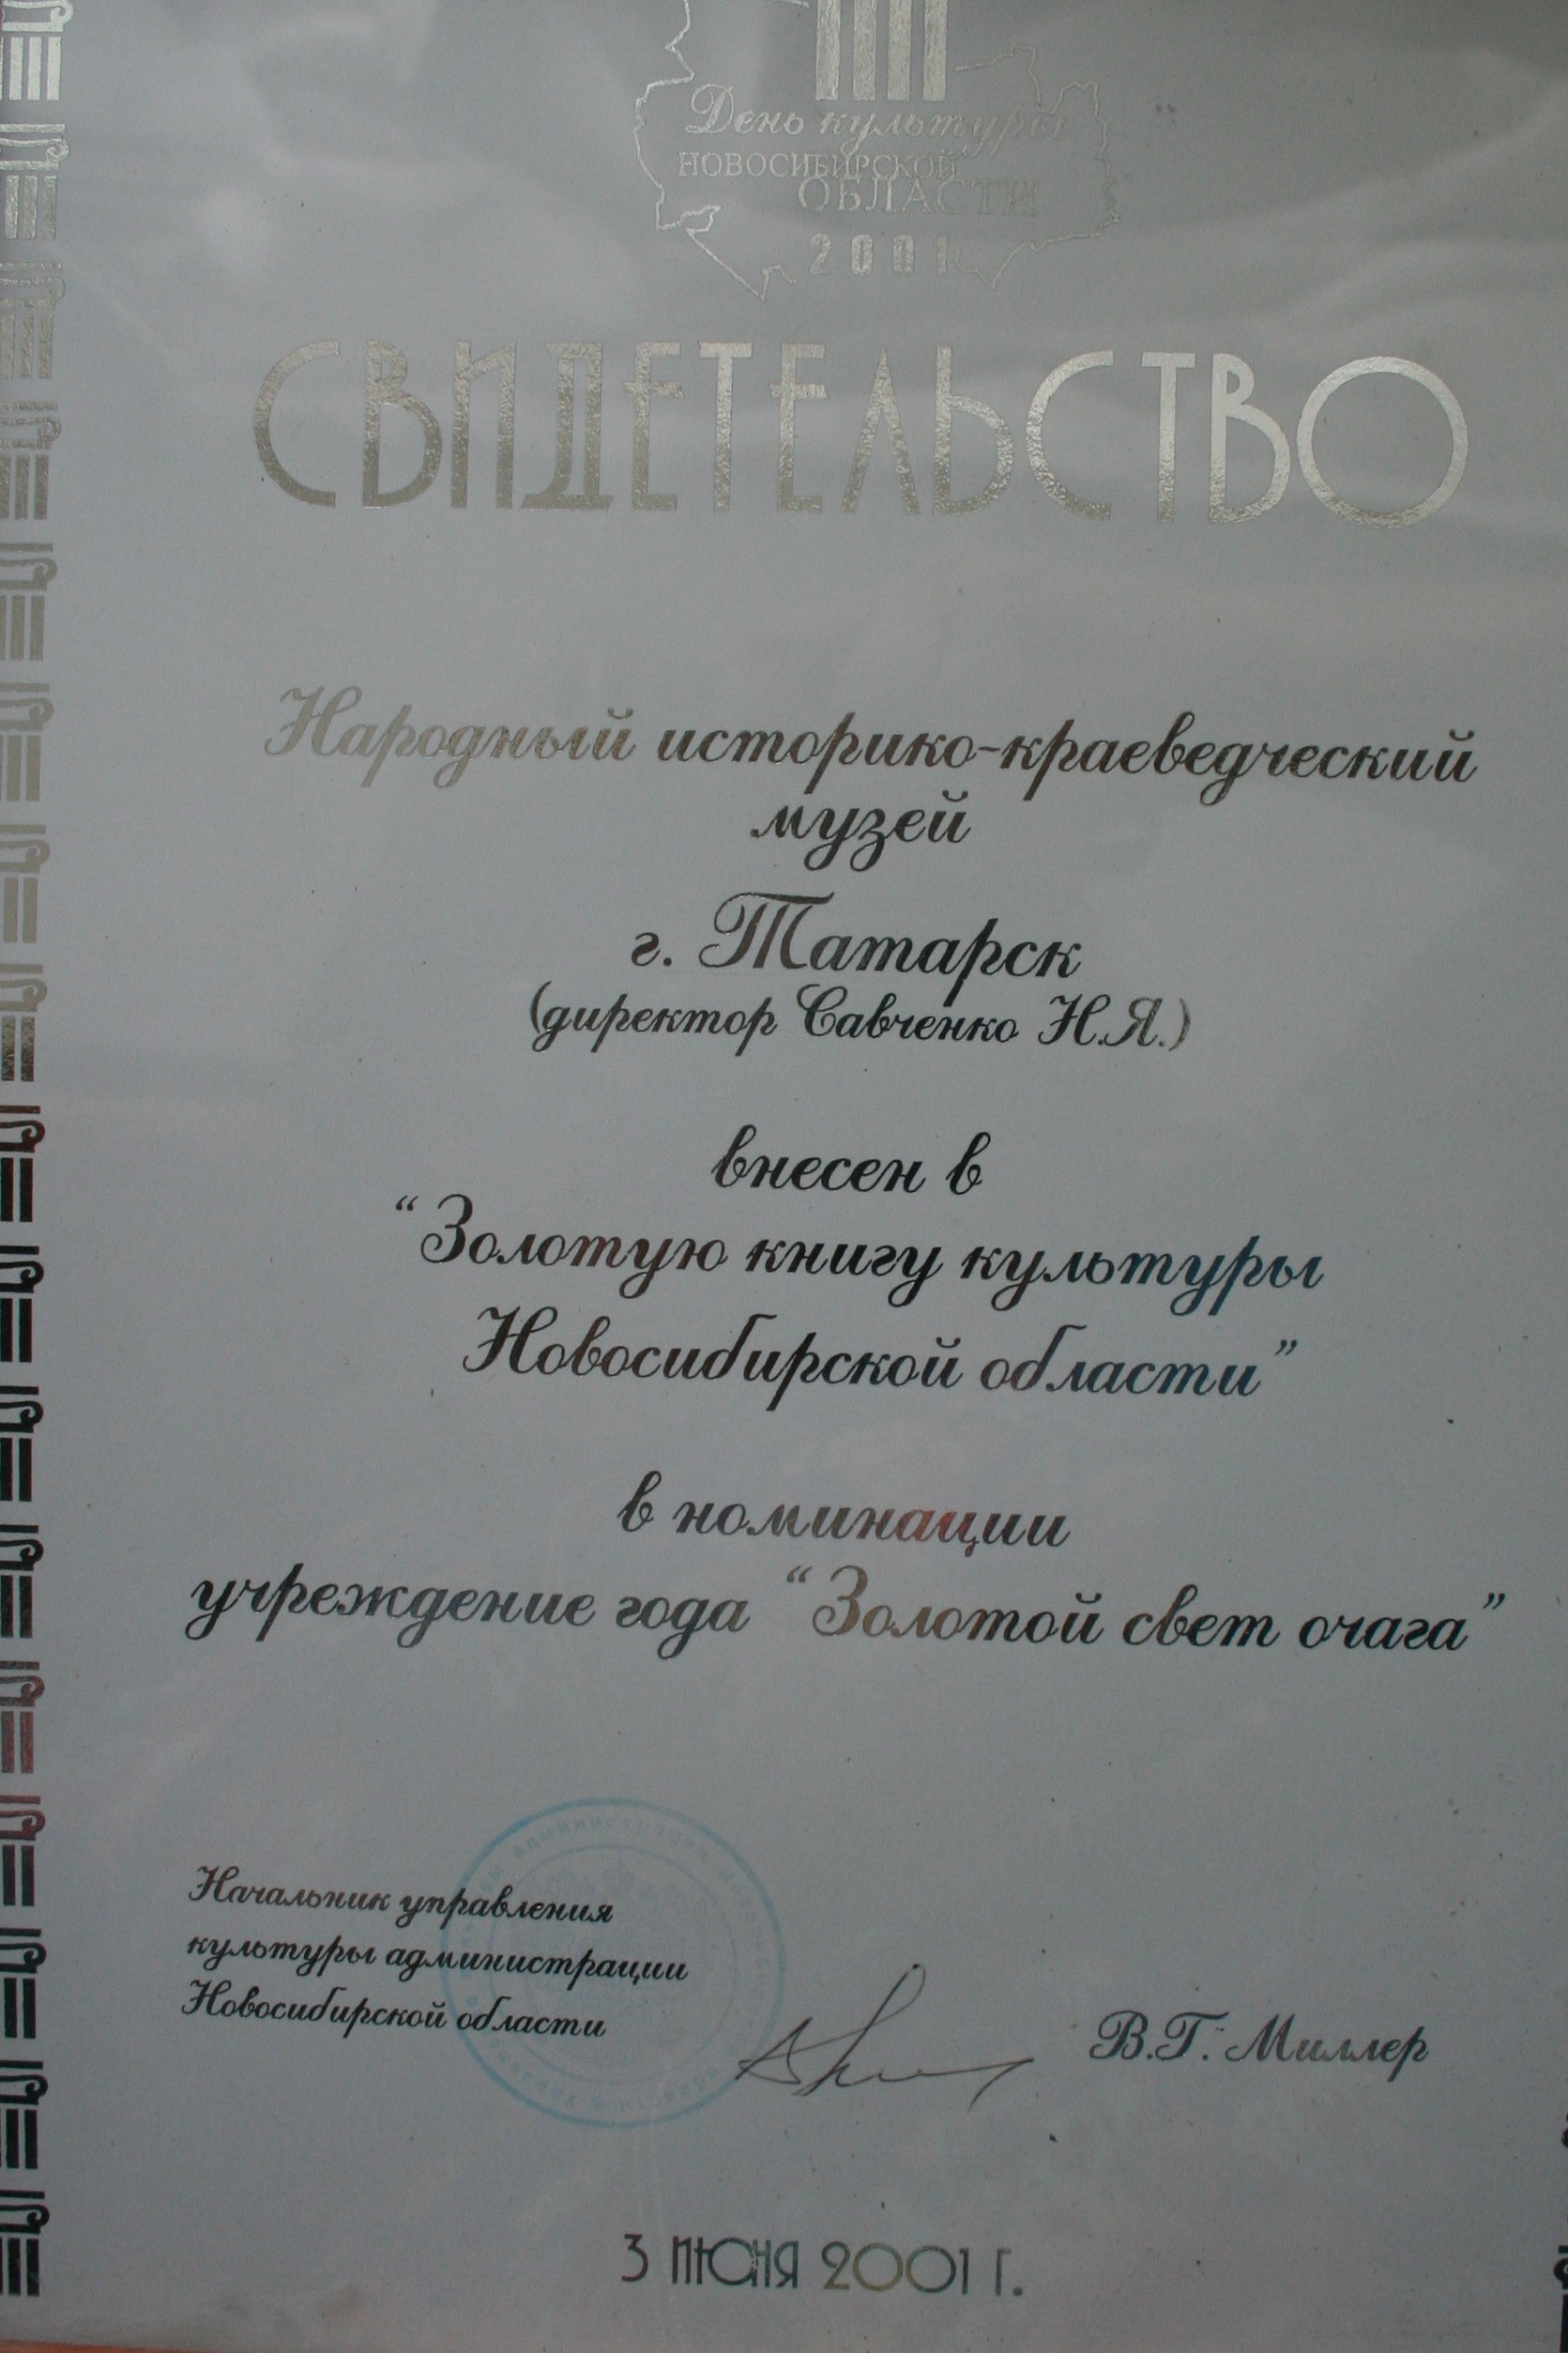 День культуры
НОВОСИБИРСКОЙ
ОБЛАСТИ
2001
СВИДЕТЕЛЬСТВО
Народный историко-краеведческий
музей
г. Татарск
(директор Савченко Н.Я.)
внесен в
“Золотую книгу культуры
Новосибирской области”
в номинации
учреждение года “Золотой свет очага”
Начальник управления
культуры администрации
Новосибирской области
В.Г. Миллер
3 ИЮНЯ 2001 Г.